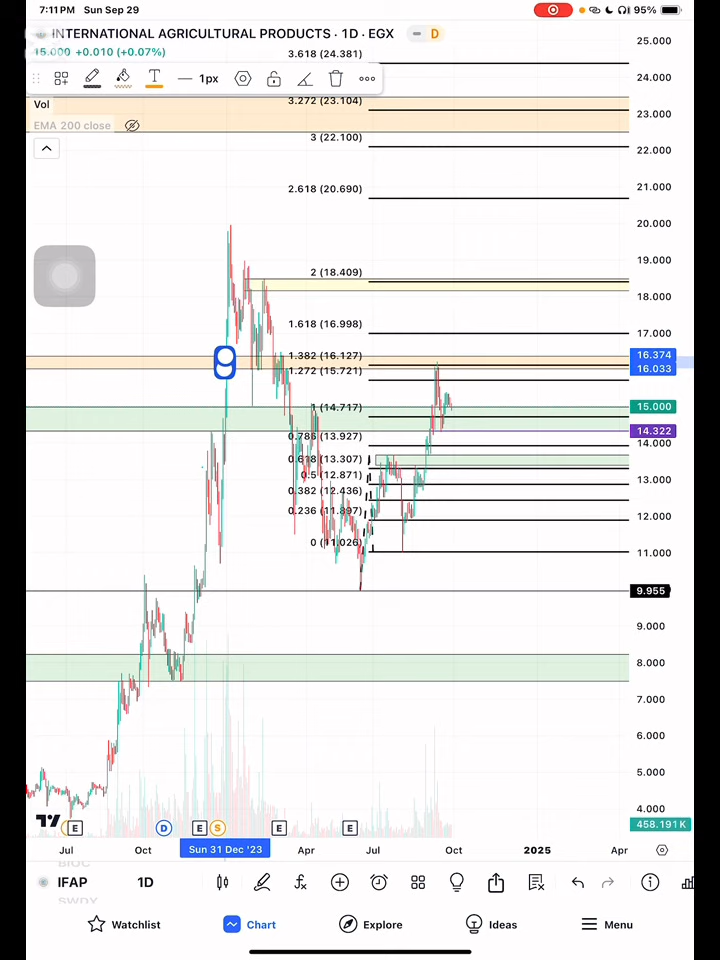 7:11 PM Sun Sep 29
95%
INTERNATIONAL AGRICULTURAL PRODUCTS · 1D · EGX
D
15.000 +0.010 (+0.07%)
1px
Vol
EMA 200 close
3.618 (24.381)
3.272 (23.104)
3 (22.100)
2.618 (20.690)
2 (18.409)
1.618 (16.998)
1.382 (16.127)
1.272 (15.721)
1 (14.717)
0.786 (13.927)
0.618 (13.307)
0.5 (12.871)
0.382 (12.436)
0.236 (11.897)
0 (11.026)
25.000
24.000
23.000
22.000
21.000
20.000
19.000
18.000
17.000
16.374
16.033
15.000
14.322
14.000
13.000
12.000
11.000
9.955
9.000
8.000
7.000
6.000
5.000
4.000
458.191K
E
D
E
S
E
E
Jul
Oct
Sun 31 Dec '23
Apr
Jul
Oct
2025
Apr
IFAP
1D
Watchlist
Chart
Explore
Ideas
Menu